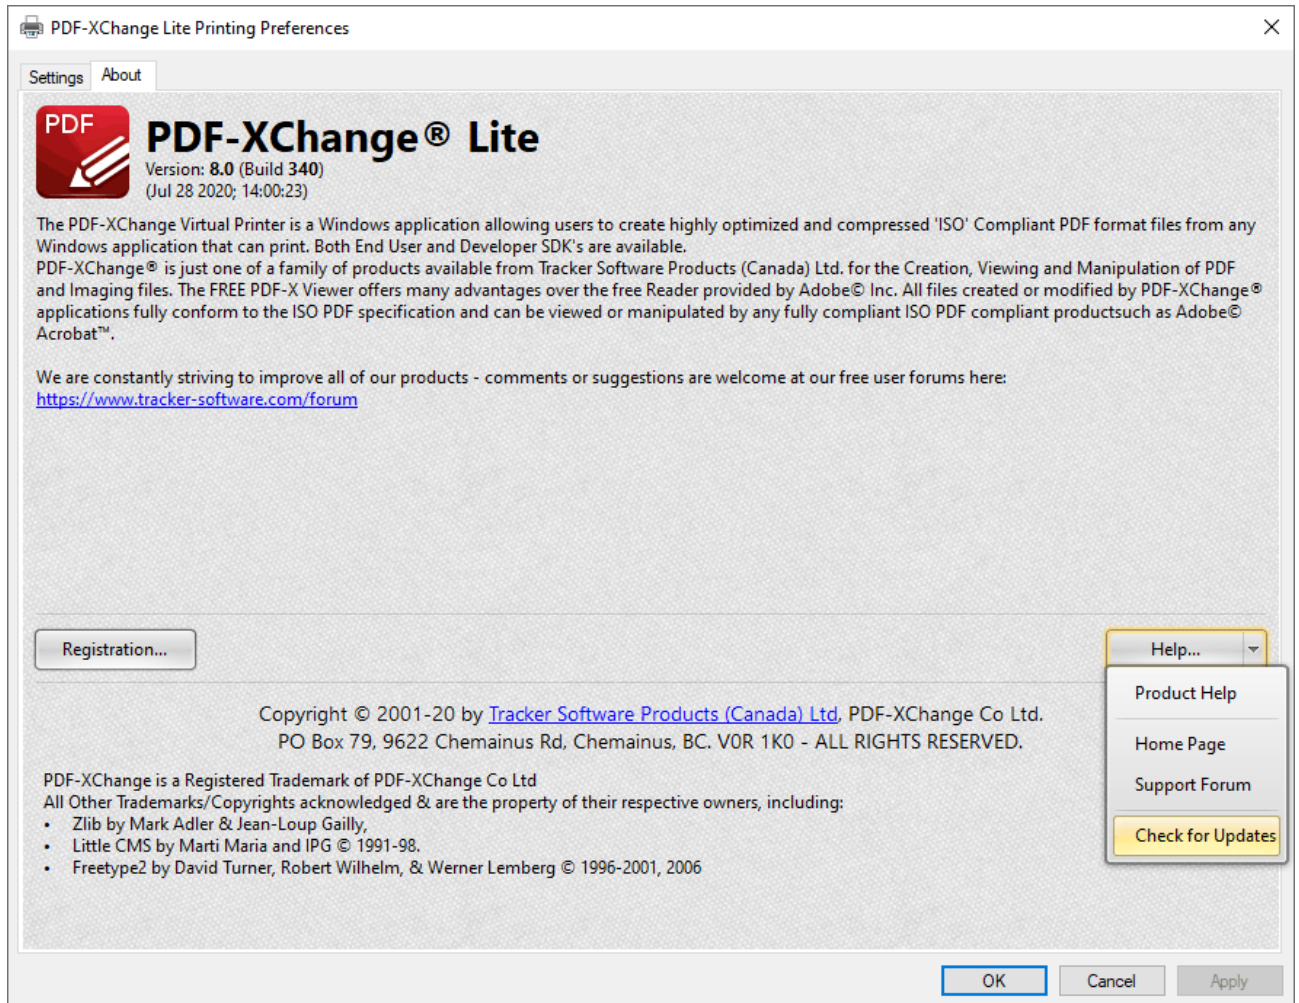 PDF-XChange Lite Printing Preferences
Settings
About
PDF
PDF-XChange® Lite
Version: 8.0 (Build 340)
(Jul 28 2020; 14:00:23)
The PDF-XChange Virtual Printer is a Windows application allowing users to create highly optimized and compressed 'ISO' Compliant PDF format files from any
Windows application that can print. Both End User and Developer SDK's are available.
PDF-XChange® is just one of a family of products available from Tracker Software Products (Canada) Ltd. for the Creation, Viewing and Manipulation of PDF
and Imaging files. The FREE PDF-X Viewer offers many advantages over the free Reader provided by Adobe© Inc. All files created or modified by PDF-XChange®
applications fully conform to the ISO PDF specification and can be viewed or manipulated by any fully compliant ISO PDF compliant productsuch as Adobe©
Acrobat™.
We are constantly striving to improve all of our products - comments or suggestions are welcome at our free user forums here:
https://www.tracker-software.com/forum
Registration...
Help...
Product Help
Home Page
Support Forum
Check for Updates
Copyright © 2001-20 by Tracker Software Products (Canada) Ltd, PDF-XChange Co Ltd.
PO Box 79, 9622 Chemainus Rd, Chemainus, BC. V0R 1K0 - ALL RIGHTS RESERVED.
PDF-XChange is a Registered Trademark of PDF-XChange Co Ltd
All Other Trademarks/Copyrights acknowledged & are the property of their respective owners, including:
• Zlib by Mark Adler & Jean-Loup Gailly,
• Little CMS by Marti Maria and IPG © 1991-98.
• Freetype2 by David Turner, Robert Wilhelm, & Werner Lemberg © 1996-2001, 2006
OK
Cancel
Apply